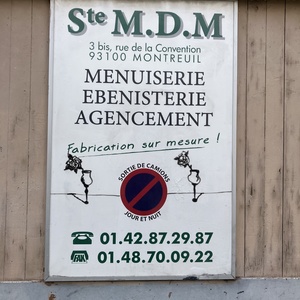 Ste M.D.M
3 bis, rue de la Convention
93100 MONTREUIL
MENUISERIE
EBENISTERIE
AGENCEMENT
Fabrication sur mesure !
SORTIE DE CAMIONS
JOUR ET NUIT
01.42.87.29.87
FAX 01.48.70.09.22